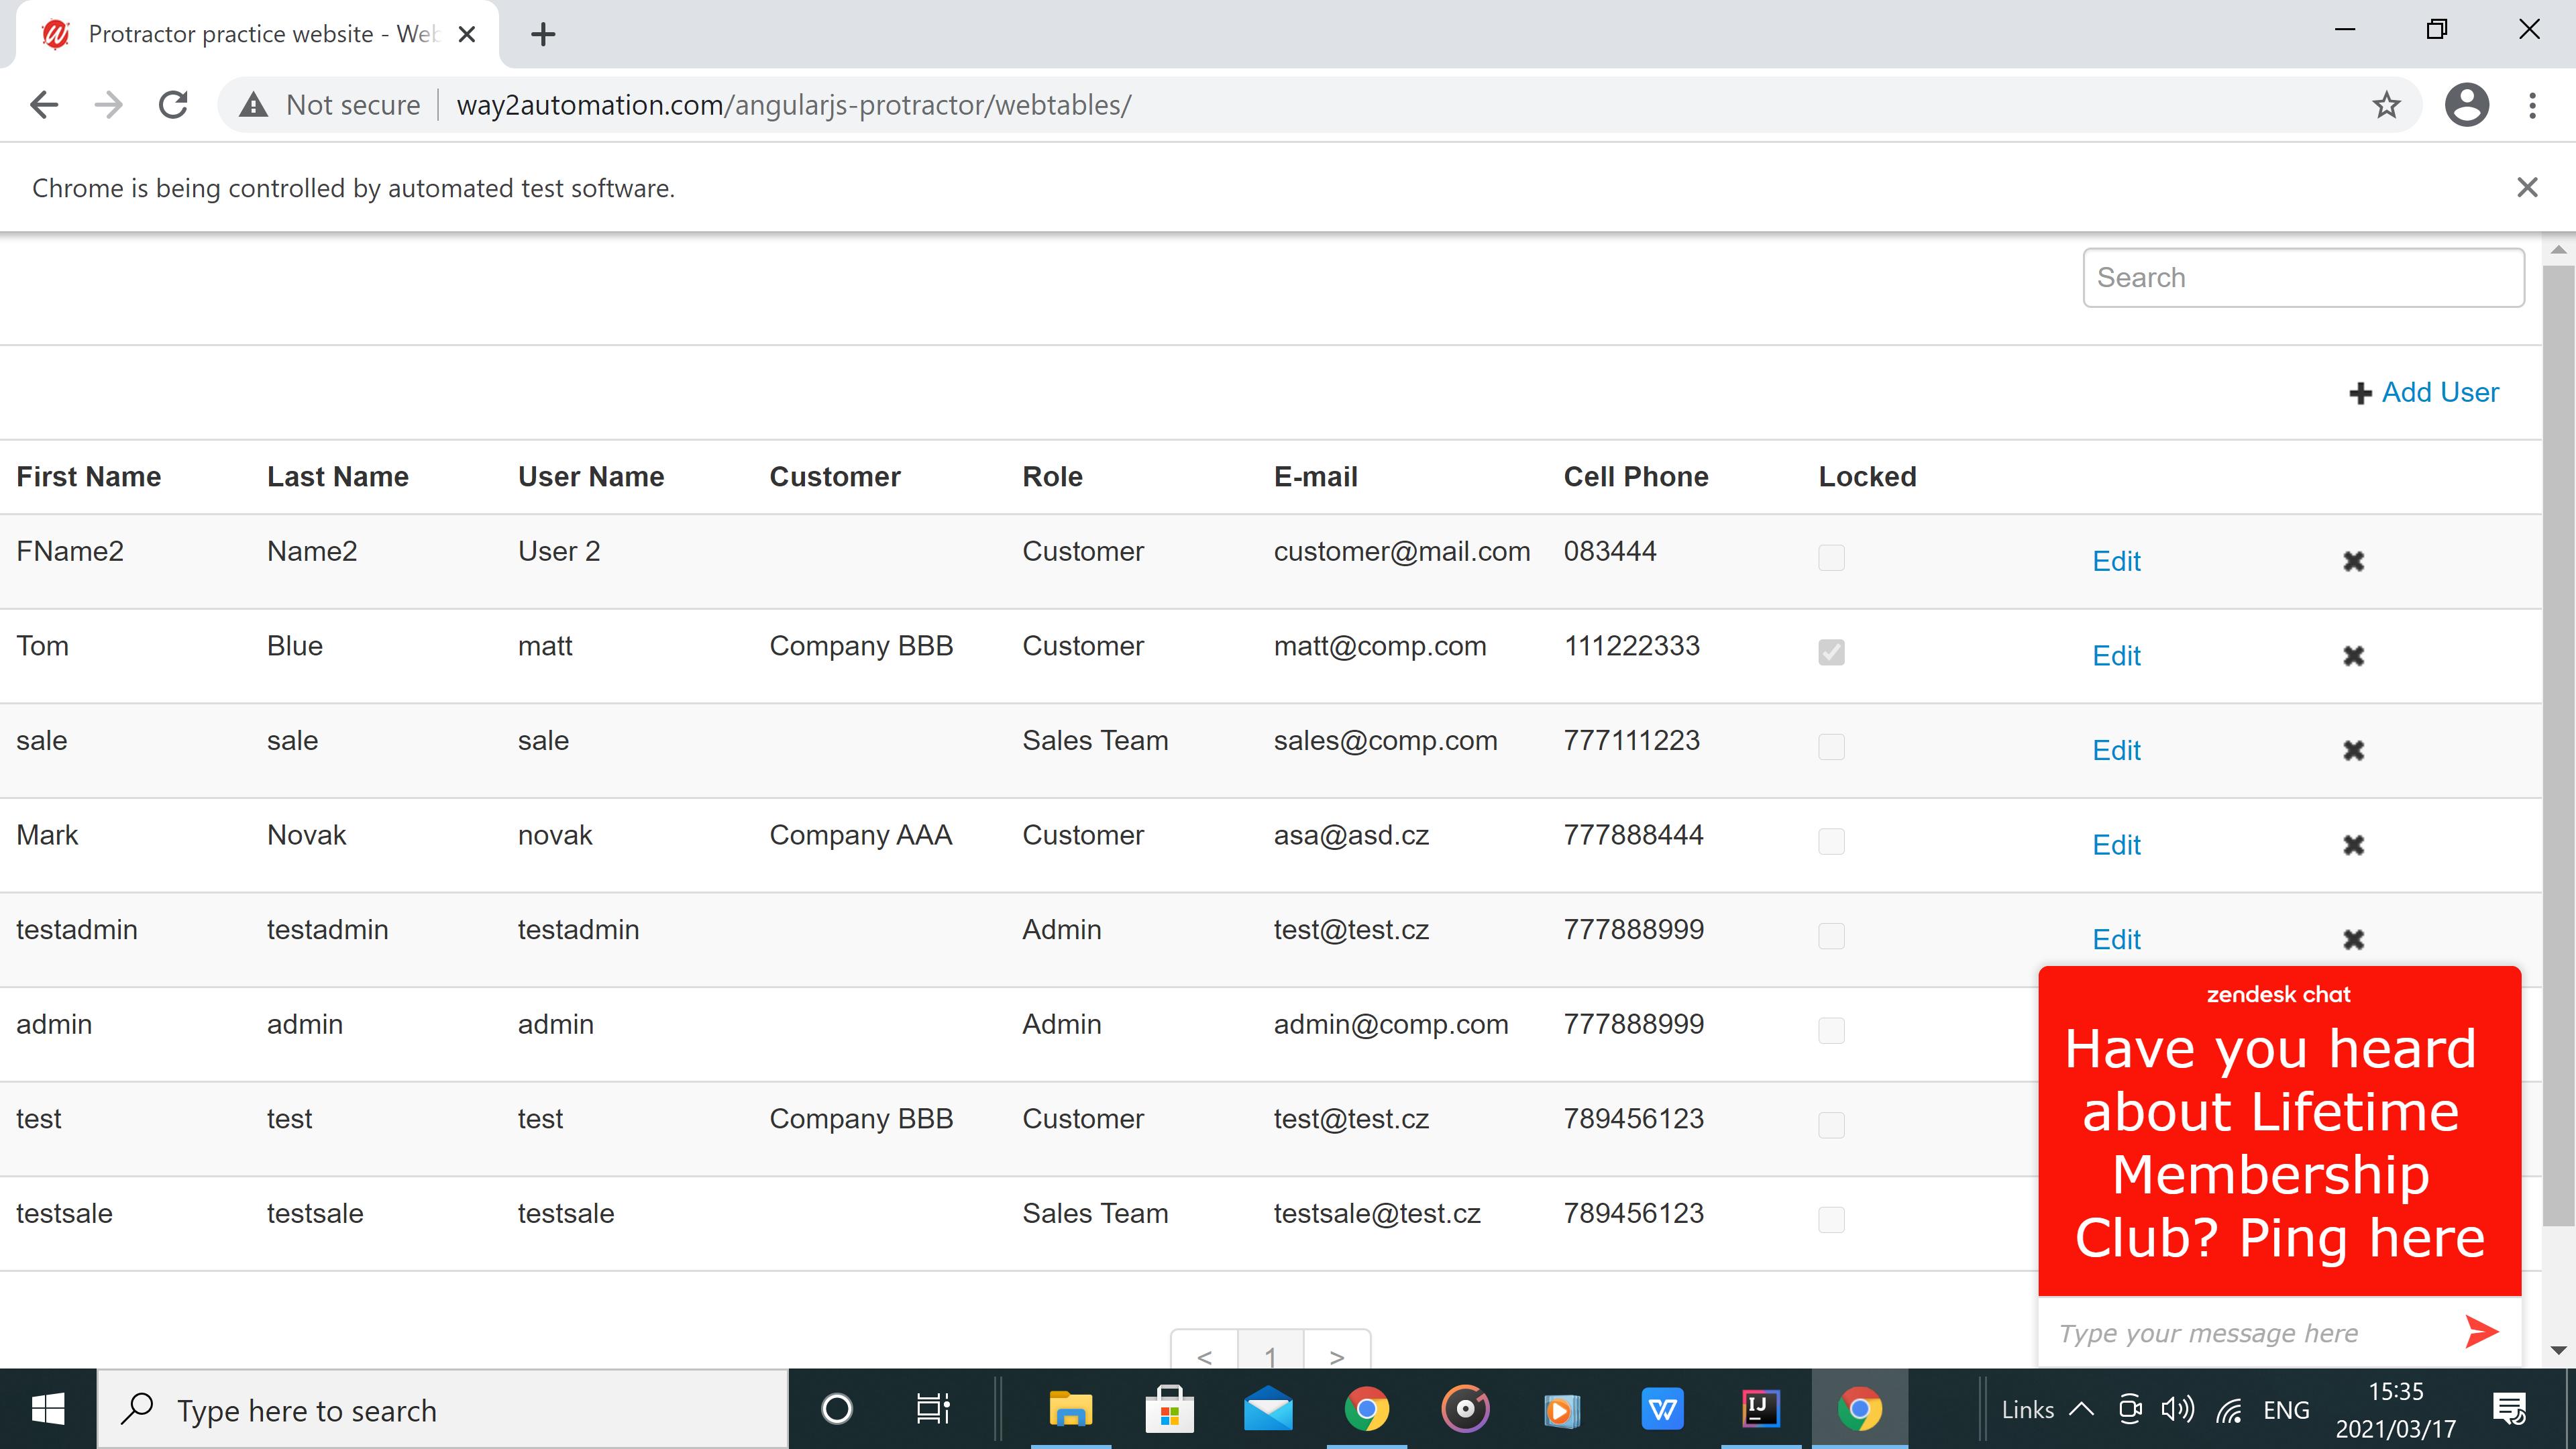 Protractor practice website - Web
Not secure way2automation.com/angularjs-protractor/webtables/
Chrome is being controlled by automated test software.
Search
Add User
First Name Last Name User Name Customer Role E-mail Cell Phone Locked
FName2 Name2 User 2 Customer customer@mail.com 083444 Edit
Tom Blue matt Company BBB Customer matt@comp.com 111222333 Edit
sale sale sale Sales Team sales@comp.com 777111223 Edit
Mark Novak novak Company AAA Customer asa@asd.cz 777888444 Edit
testadmin testadmin testadmin Admin test@test.cz 777888999 Edit
admin admin admin Admin admin@comp.com 777888999
test test test Company BBB Customer test@test.cz 789456123
testsale testsale testsale Sales Team testsale@test.cz 789456123
zendesk chat
Have you heard
about Lifetime
Membership
Club? Ping here
Type your message here
< 1 >
Type here to search
IJ
W
Links
ENG
15:35
2021/03/17